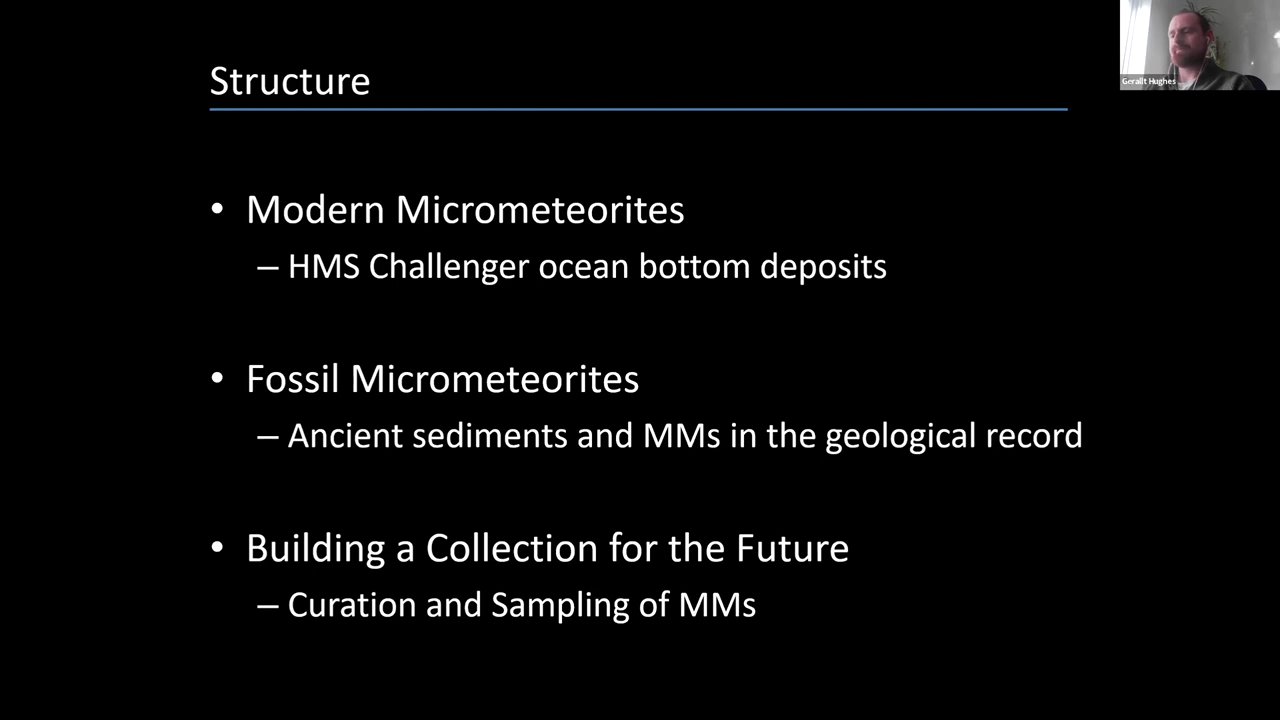 Structure
Gerallt Hughes
• Modern Micrometeorites
– HMS Challenger ocean bottom deposits
• Fossil Micrometeorites
– Ancient sediments and MMs in the geological record
• Building a Collection for the Future
– Curation and Sampling of MMs